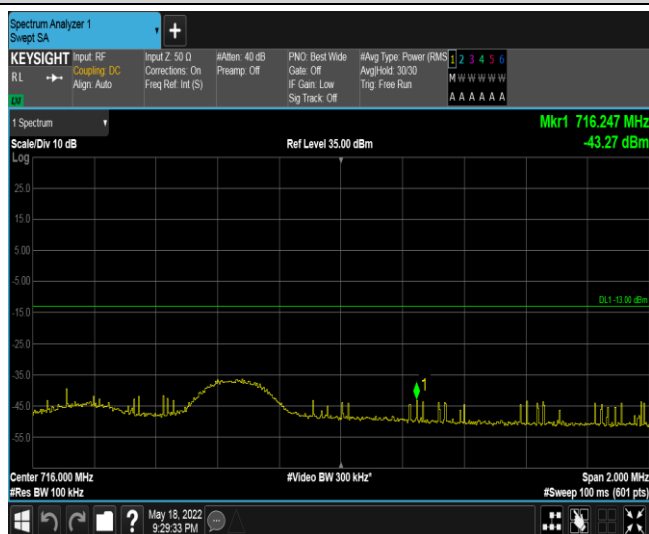 Spectrum Analyzer 1
Swept SA
+
KEYSIGHT
R L
LXI
Input: RF
Coupling: DC
Align: Auto
Input Z: 50 Ω
Corrections: On
Freq Ref: Int (S)
#Atten: 40 dB
Preamp: Off
PNO: Best Wide
Gate: Off
IF Gain: Low
Sig Track: Off
#Avg Type: Power (RMS
Avg|Hold: 30/30
Trig: Free Run
1 2 3 4 5 6
M W W W W W
A A A A A A
1 Spectrum
Scale/Div 10 dB
Ref Level 35.00 dBm
Mkr1 716.247 MHz
-43.27 dBm
Log
25.0
15.0
5.00
-5.00
DL1 -13.00 dBm
-15.0
-25.0
-35.0
1
-45.0
-55.0
Center 716.000 MHz
#Video BW 300 kHz*
Span 2.000 MHz
#Res BW 100 kHz
#Sweep 100 ms (601 pts)
?
May 18, 2022
9:29:33 PM